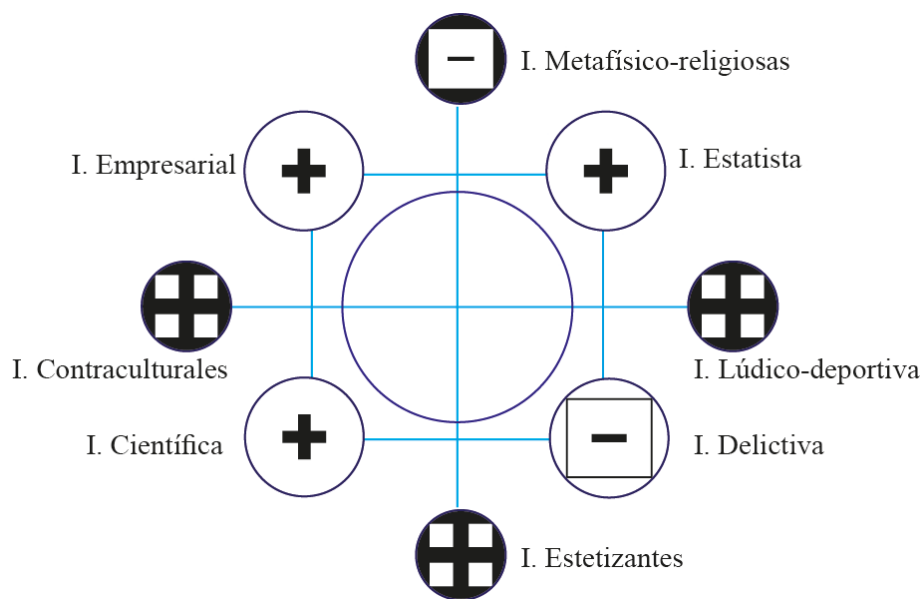 I. Metafísico-religiosas
I. Empresarial
I. Estatista
I. Contraculturales
I. Lúdico-deportiva
I. Científica
I. Delictiva
I. Estetizantes